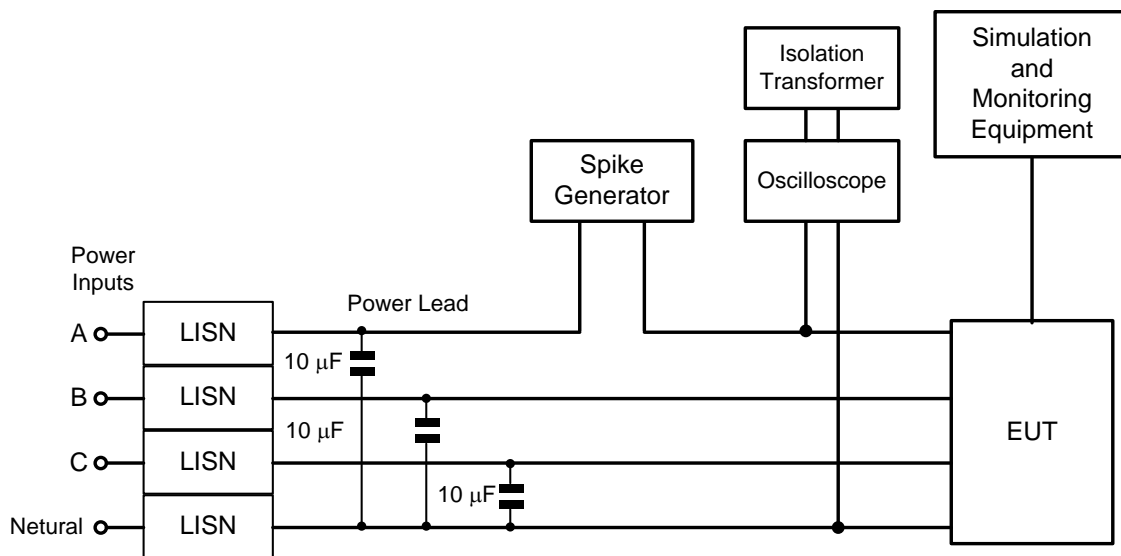 Isolation
Transformer
Simulation
and
Monitoring
Equipment
Spike
Generator
Oscilloscope
Power
Inputs
Power Lead
A
LISN
10 μF
B
LISN
10 μF
EUT
C
LISN
10 μF
Netural
LISN